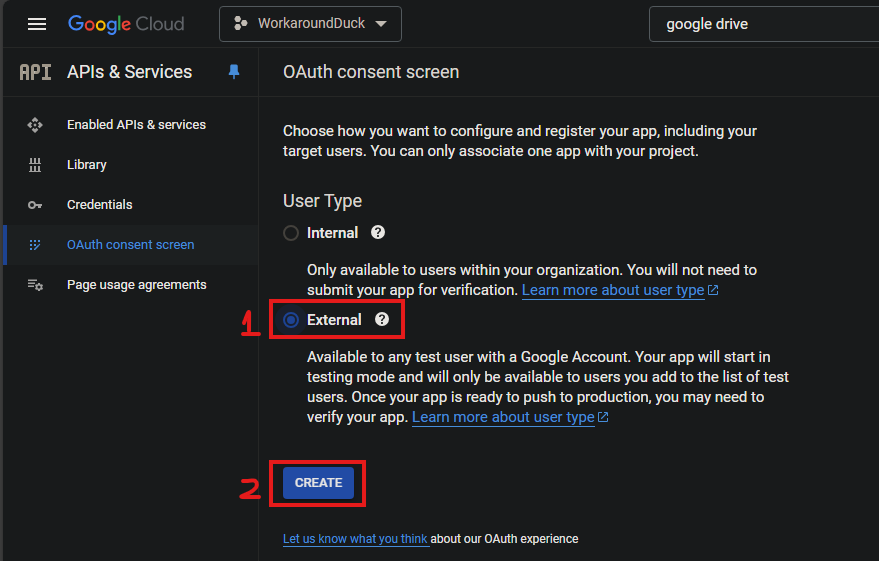 Google Cloud
WorkaroundDuck
google drive
API APIs & Services
Enabled APIs & services
Library
Credentials
OAuth consent screen
Page usage agreements
OAuth consent screen
Choose how you want to configure and register your app, including your
target users. You can only associate one app with your project.
User Type
Internal ?
Only available to users within your organization. You will not need to
submit your app for verification. Learn more about user type
1 External ?
Available to any test user with a Google Account. Your app will start in
testing mode and will only be available to users you add to the list of test
users. Once your app is ready to push to production, you may need to
verify your app. Learn more about user type
2 CREATE
Let us know what you think about our OAuth experience